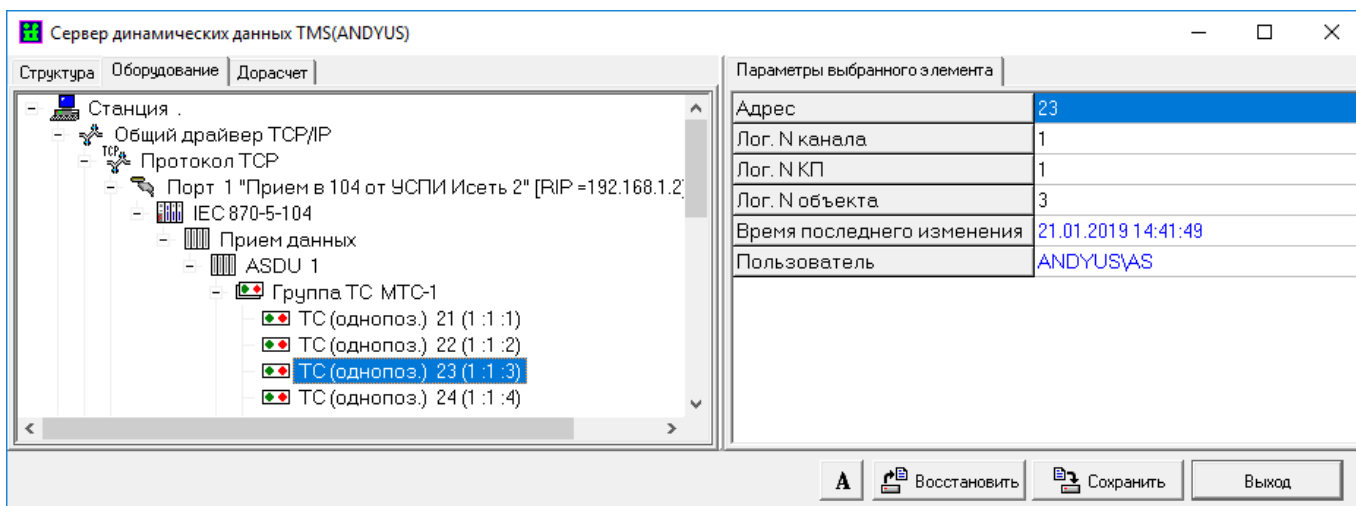 Сервер динамических данных TMS(ANDYUS)
Структура Оборудование Дорасчет
Станция .
Общий драйвер TCP/IP
TCP
Протокол TCP
Порт 1 "Прием в 104 от УСПИ Исеть 2" [RIP =192.168.1.2
IEC 870-5-104
Прием данных
ASDU 1
Группа ТС МТС-1
ТС (однопоз.) 21 (1 :1 :1)
ТС (однопоз.) 22 (1 :1 :2)
ТС (однопоз.) 23 (1 :1 :3)
ТС (однопоз.) 24 (1 :1 :4)
Параметры выбранного элемента
Адрес 23
Лог. N канала 1
Лог. N КП 1
Лог. N объекта 3
Время последнего изменения 21.01.2019 14:41:49
Пользователь ANDYUS\AS
A Восстановить Сохранить Выход